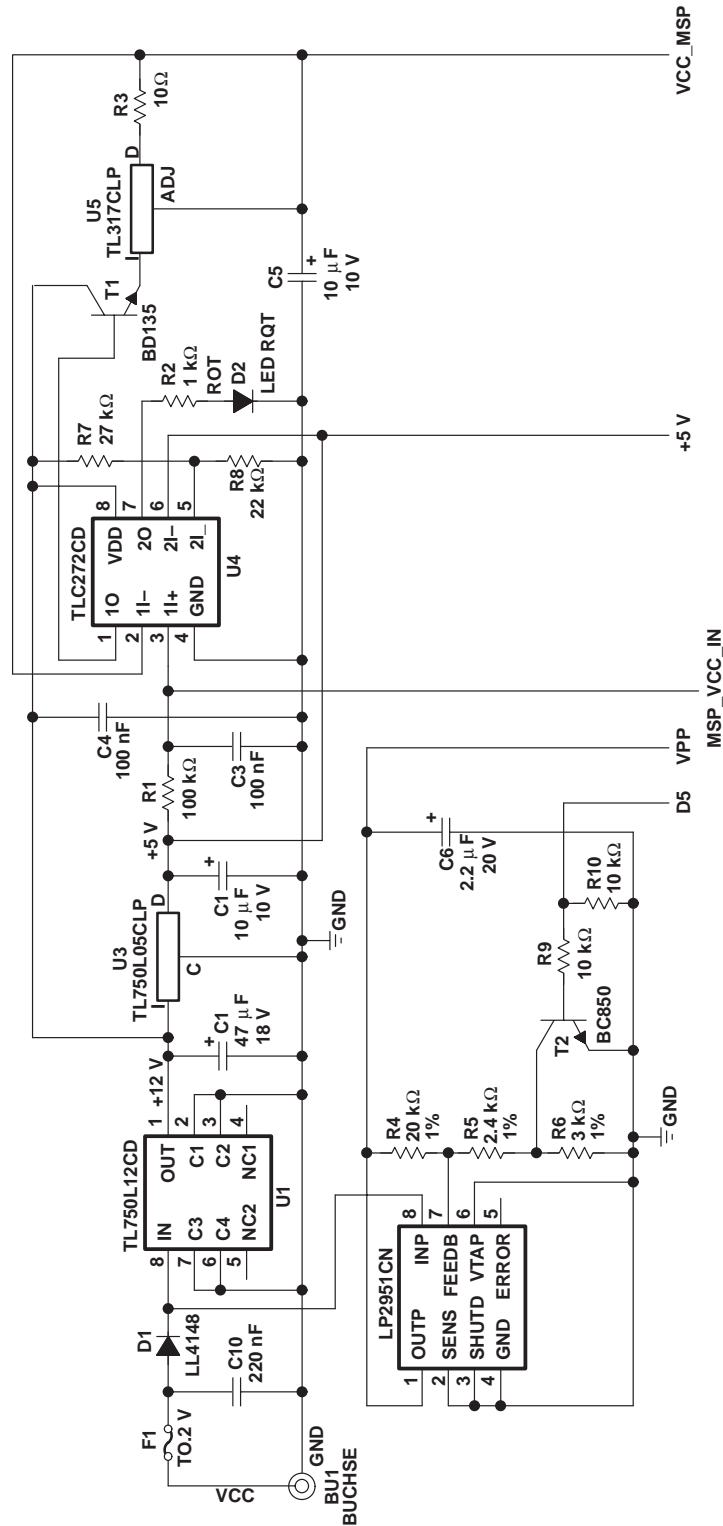 VCC
BU1
BUCHSE
GND
F1
TO.2 V
C10
220 nF
D1
LL4148
TL750L12CD
8
IN
OUT
1
7
C3
C1
2
6
C4
C2
3
5
NC2
NC1
4
U1
+12 V
C1
47 μF
18 V
+
U3
TL750L05CLP
I
D
C
C1
10 μF
10 V
+
GND
+5 V
R1
100 kΩ
C3
100 nF
C4
100 nF
TLC272CD
1
1O
VDD
8
2
1I–
2O
7
3
1I+
2I–
6
4
GND
2I_
5
U4
R7
27 kΩ
R8
22 kΩ
R2
1 kΩ
ROT
D2
LED RQT
BD135
T1
U5
TL317CLP
I
D
ADJ
R3
10Ω
C5
10 μF
10 V
+
LP2951CN
1
OUTP
INP
8
2
SENS
FEEDB
7
3
SHUTD
VTAP
6
4
GND
ERROR
5
R4
20 kΩ
1%
R5
2.4 kΩ
1%
R6
3 kΩ
1%
GND
T2
BC850
R9
10 kΩ
R10
10 kΩ
C6
2.2 μF
20 V
+
D5
VPP
MSP_VCC_IN
+5 V
VCC_MSP